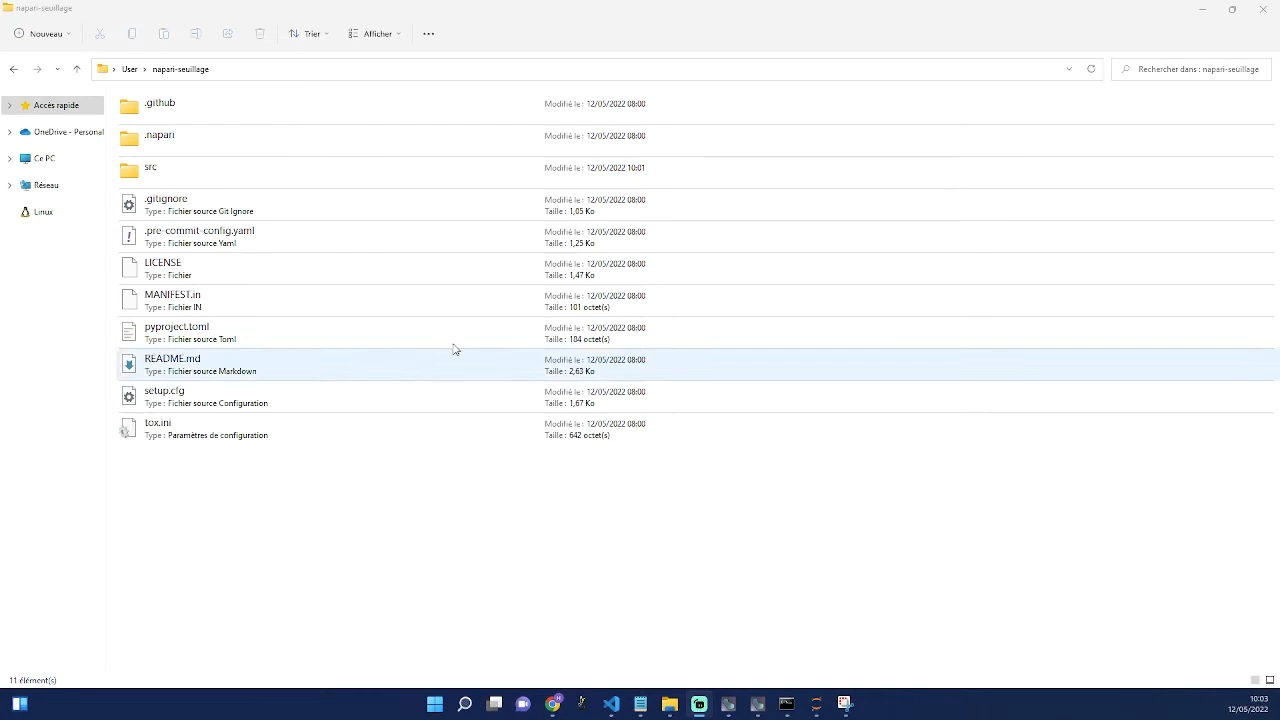 napari-seuillage
Nouveau
Trier
Afficher
User
napari-seuillage
Rechercher dans : napari-seuillage
Accès rapide
OneDrive - Personal
Ce PC
Réseau
Linux
.github
Modifié le : 12/05/2022 08:00
.napari
Modifié le : 12/05/2022 08:00
src
Modifié le : 12/05/2022 10:01
.gitignore
Modifié le : 12/05/2022 08:00
Type : Fichier source Git Ignore
Taille : 1,05 Ko
.pre-commit-config.yaml
Modifié le : 12/05/2022 08:00
Type : Fichier source Yaml
Taille : 1,25 Ko
LICENSE
Modifié le : 12/05/2022 08:00
Type : Fichier
Taille : 1,47 Ko
MANIFEST.in
Modifié le : 12/05/2022 08:00
Type : Fichier IN
Taille : 101 octet(s)
pyproject.toml
Modifié le : 12/05/2022 08:00
Type : Fichier source Toml
Taille : 184 octet(s)
README.md
Modifié le : 12/05/2022 08:00
Type : Fichier source Markdown
Taille : 2,63 Ko
setup.cfg
Modifié le : 12/05/2022 08:00
Type : Fichier source Configuration
Taille : 1,67 Ko
tox.ini
Modifié le : 12/05/2022 08:00
Type : Paramètres de configuration
Taille : 642 octet(s)
11 élément(s)
10:03
12/05/2022